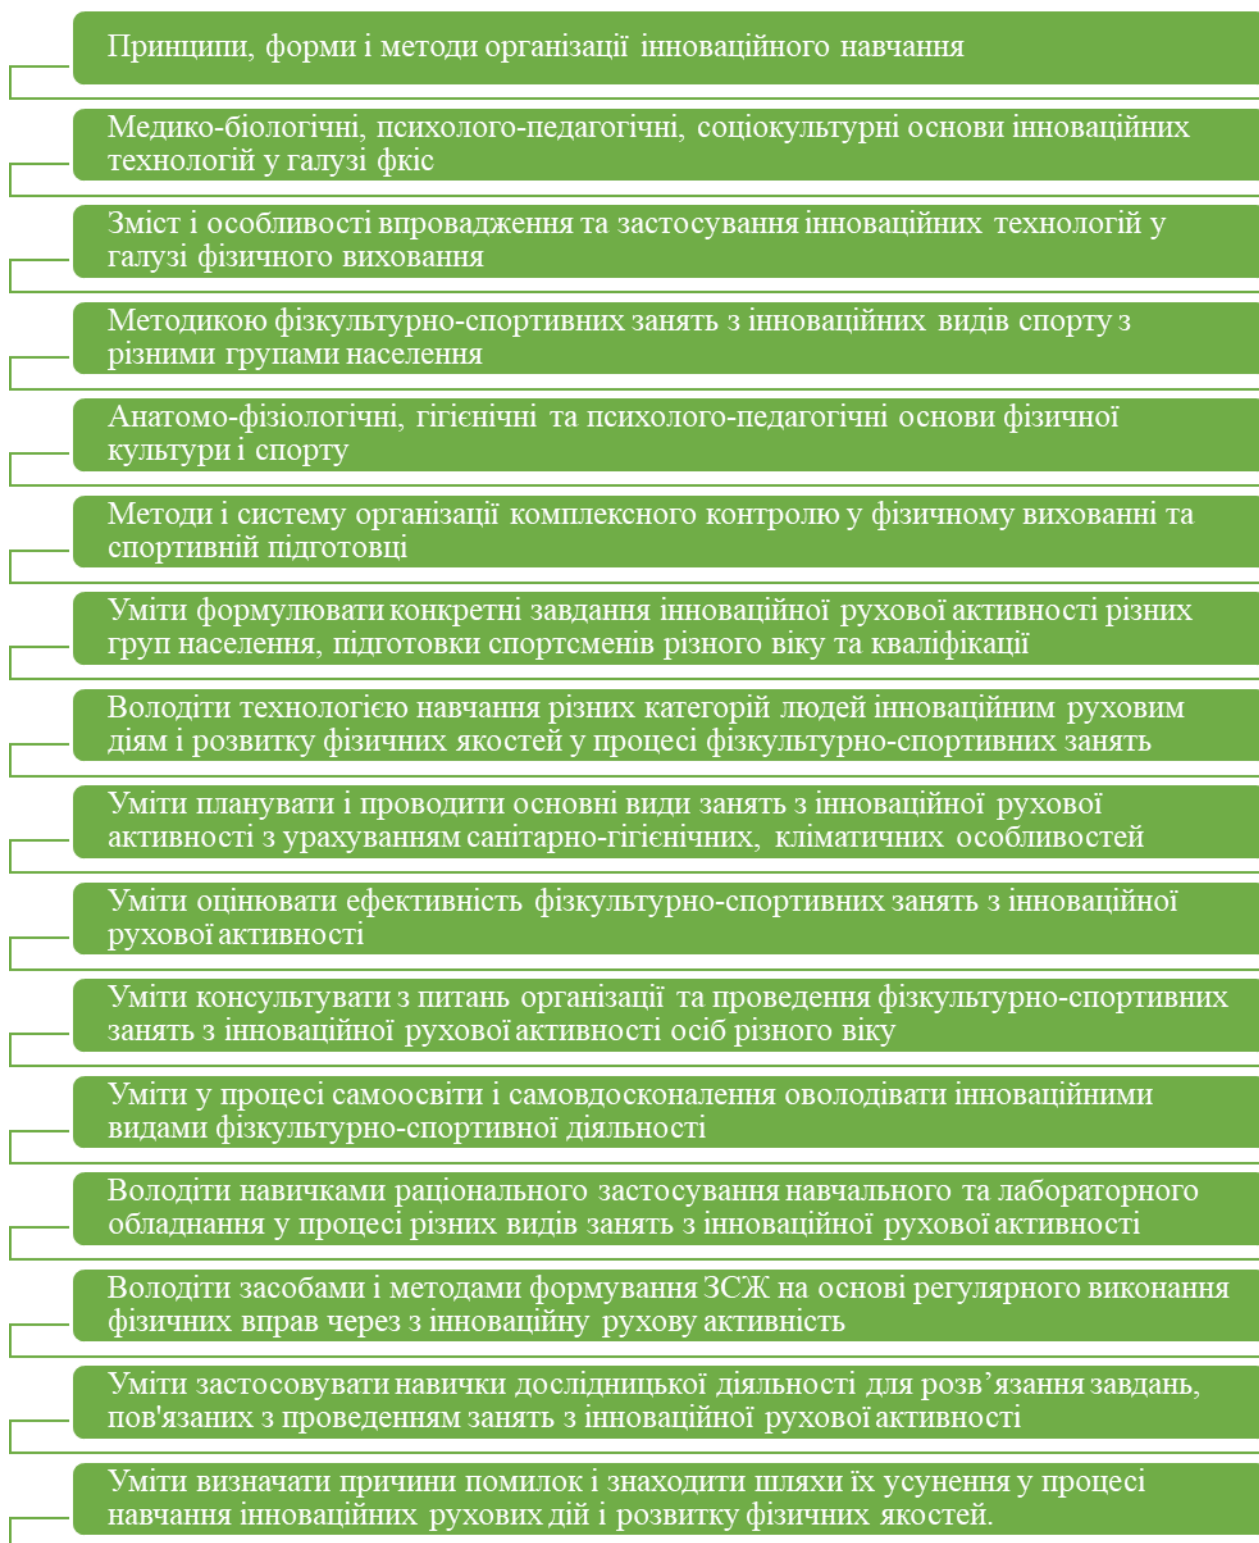 Принципи, форми і методи організації інноваційного навчання
Медико-біологічні, психолого-педагогічні, соціокультурні основи інноваційних
технологій у галузі фкіс
Зміст і особливості впровадження та застосування інноваційних технологій у
галузі фізичного виховання
Методикою фізкультурно-спортивних занять з інноваційних видів спорту з
різними групами населення
Анатомо-фізіологічні, гігієнічні та психолого-педагогічні основи фізичної
культури і спорту
Методи і систему організації комплексного контролю у фізичному вихованні та
спортивній підготовці
Уміти формулювати конкретні завдання інноваційної рухової активності різних
груп населення, підготовки спортсменів різного віку та кваліфікації
Володіти технологією навчання різних категорій людей інноваційним руховим
діям і розвитку фізичних якостей у процесі фізкультурно-спортивних занять
Уміти планувати і проводити основні види занять з інноваційної рухової
активності з урахуванням санітарно-гігієнічних, кліматичних особливостей
Уміти оцінювати ефективність фізкультурно-спортивних занять з інноваційної
рухової активності
Уміти консультувати з питань організації та проведення фізкультурно-спортивних
занять з інноваційної рухової активності осіб різного віку
Уміти у процесі самоосвіти і самовдосконалення оволодівати інноваційними
видами фізкультурно-спортивної діяльності
Володіти навичками раціонального застосування навчального та лабораторного
обладнання у процесі різних видів занять з інноваційної рухової активності
Володіти засобами і методами формування ЗСЖ на основі регулярного виконання
фізичних вправ через з інноваційну рухову активність
Уміти застосовувати навички дослідницької діяльності для розв’язання завдань,
пов'язаних з проведенням занять з інноваційної рухової активності
Уміти визначати причини помилок і знаходити шляхи їх усунення у процесі
навчання інноваційних рухових дій і розвитку фізичних якостей.